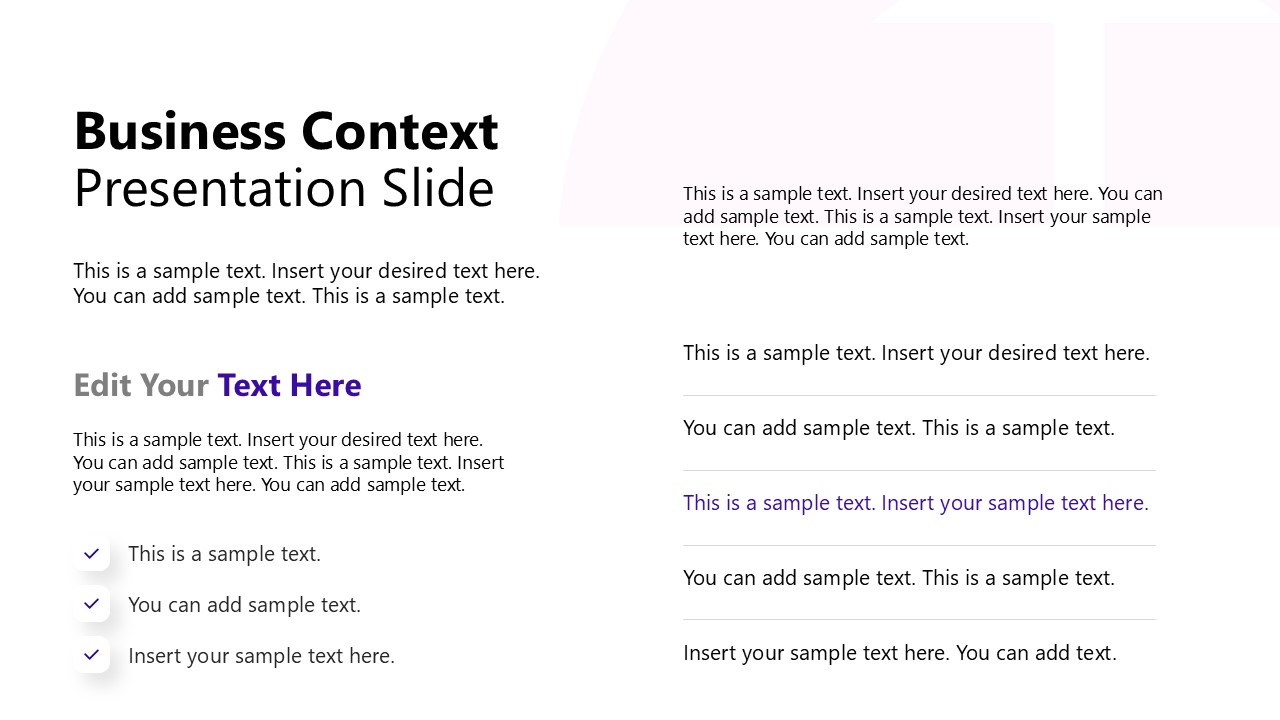 Business Context
Presentation Slide
This is a sample text. Insert your desired text here.
You can add sample text. This is a sample text.
Edit Your Text Here
This is a sample text. Insert your desired text here.
You can add sample text. This is a sample text. Insert
your sample text here. You can add sample text.
This is a sample text.
You can add sample text.
Insert your sample text here.
This is a sample text. Insert your desired text here. You can
add sample text. This is a sample text. Insert your sample
text here. You can add sample text.
This is a sample text. Insert your desired text here.
You can add sample text. This is a sample text.
This is a sample text. Insert your sample text here.
You can add sample text. This is a sample text.
Insert your sample text here. You can add text.